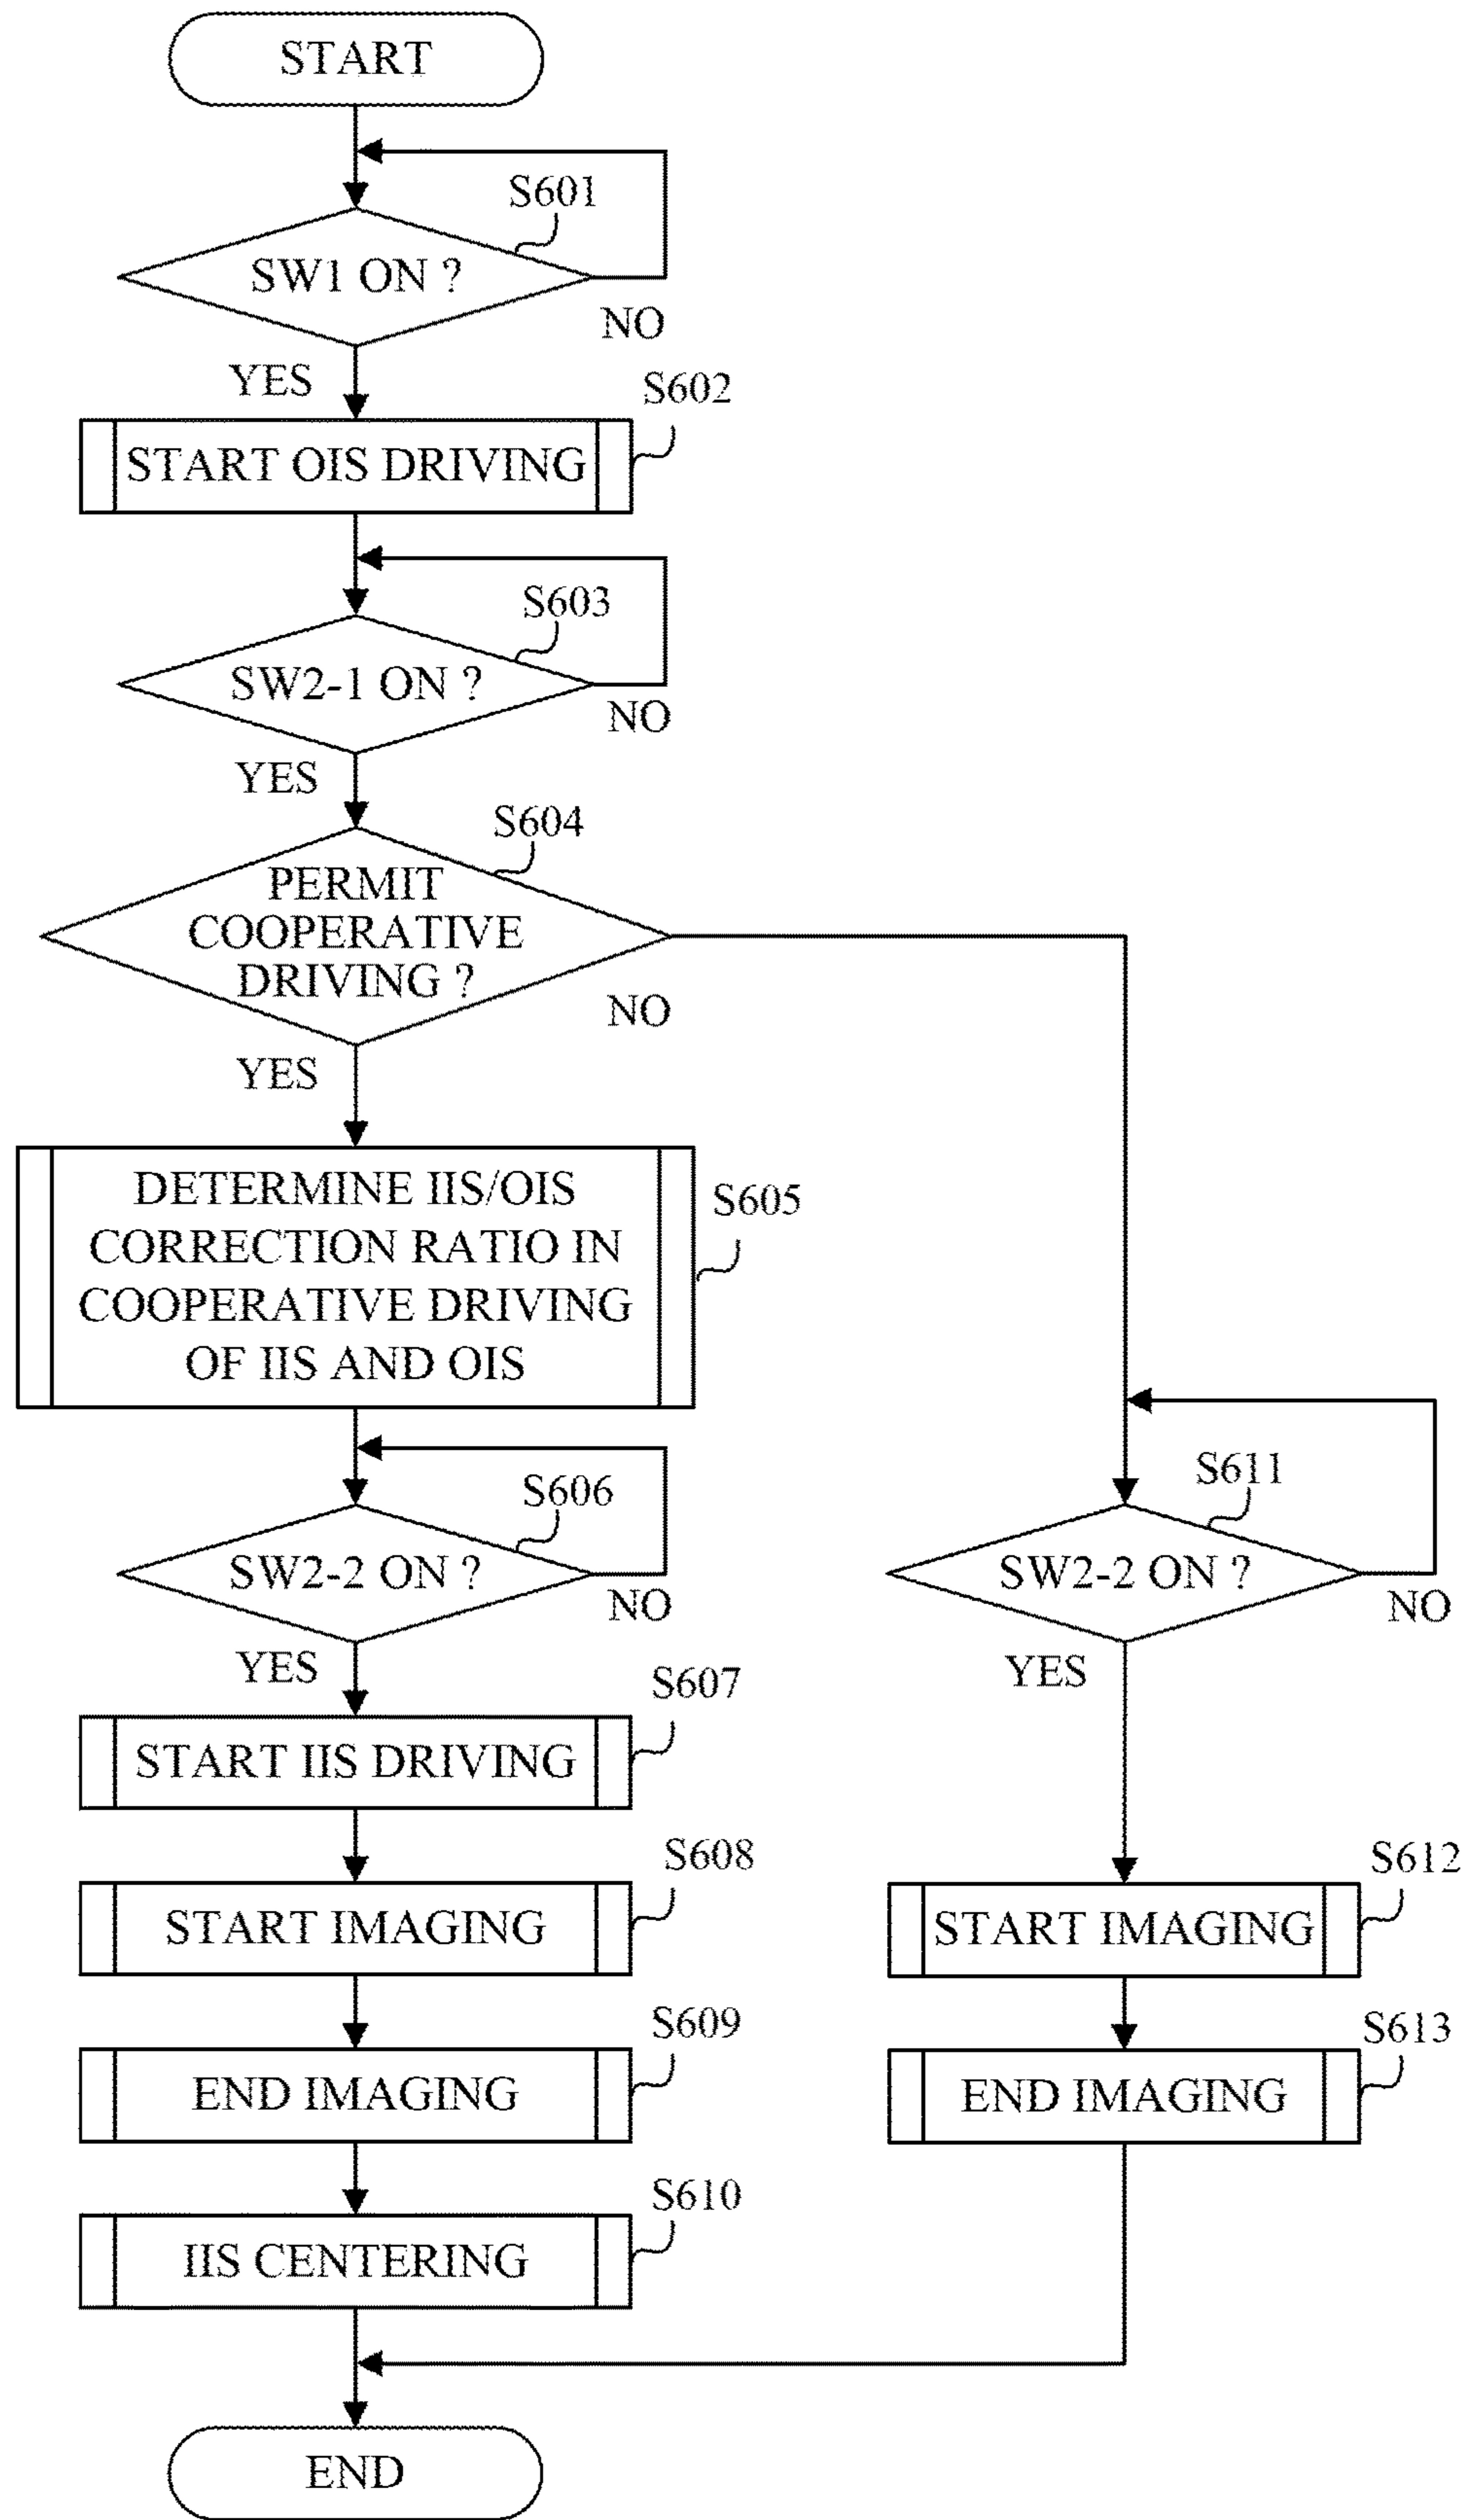 START
S601
SW1 ON ?
NO
YES
S602
START OIS DRIVING
S603
SW2-1 ON ?
NO
YES
S604
PERMIT
COOPERATIVE
DRIVING ?
NO
YES
DETERMINE IIS/OIS
CORRECTION RATIO IN
COOPERATIVE DRIVING
OF IIS AND OIS
S605
S606
SW2-2 ON ?
NO
YES
S607
START IIS DRIVING
S608
START IMAGING
S609
END IMAGING
S610
IIS CENTERING
S611
SW2-2 ON ?
NO
YES
S612
START IMAGING
S613
END IMAGING
END